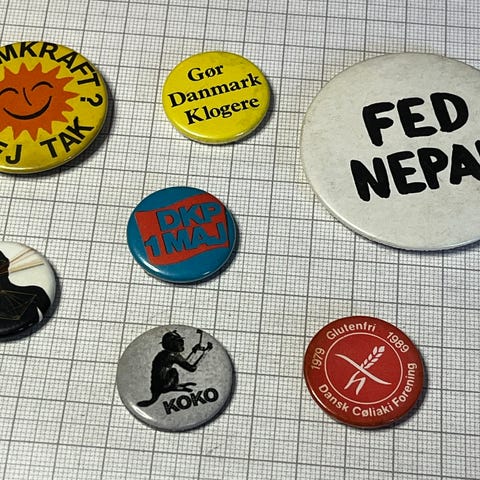 MKRAFT?
EJ TAK
Gør
Danmark
Klogere
FED
NEPA
DKP
1 MAJ
KOKO
Glutenfri
1979 1989
Dansk Cøliaki Forening